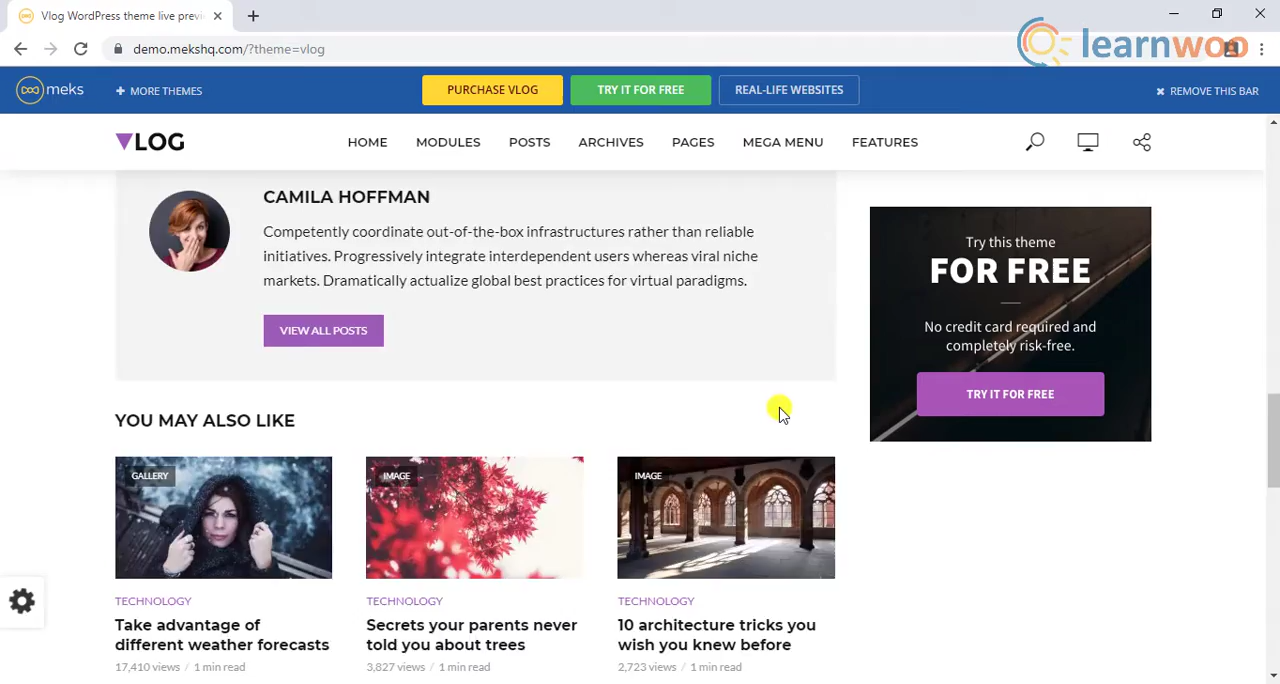 Vlog WordPress theme live previ
demo.mekshq.com/?theme=vlog
learnwoo
meks
MORE THEMES
PURCHASE VLOG
TRY IT FOR FREE
REAL-LIFE WEBSITES
REMOVE THIS BAR
VLOG
HOME
MODULES
POSTS
ARCHIVES
PAGES
MEGA MENU
FEATURES
CAMILA HOFFMAN
Competently coordinate out-of-the-box infrastructures rather than reliable
initiatives. Progressively integrate interdependent users whereas viral niche
markets. Dramatically actualize global best practices for virtual paradigms.
VIEW ALL POSTS
Try this theme
FOR FREE
No credit card required and
completely risk-free.
TRY IT FOR FREE
YOU MAY ALSO LIKE
GALLERY
TECHNOLOGY
Take advantage of
different weather forecasts
17,410 views / 1 min read
IMAGE
TECHNOLOGY
Secrets your parents never
told you about trees
3,827 views / 1 min read
IMAGE
TECHNOLOGY
10 architecture tricks you
wish you knew before
2,723 views / 1 min read